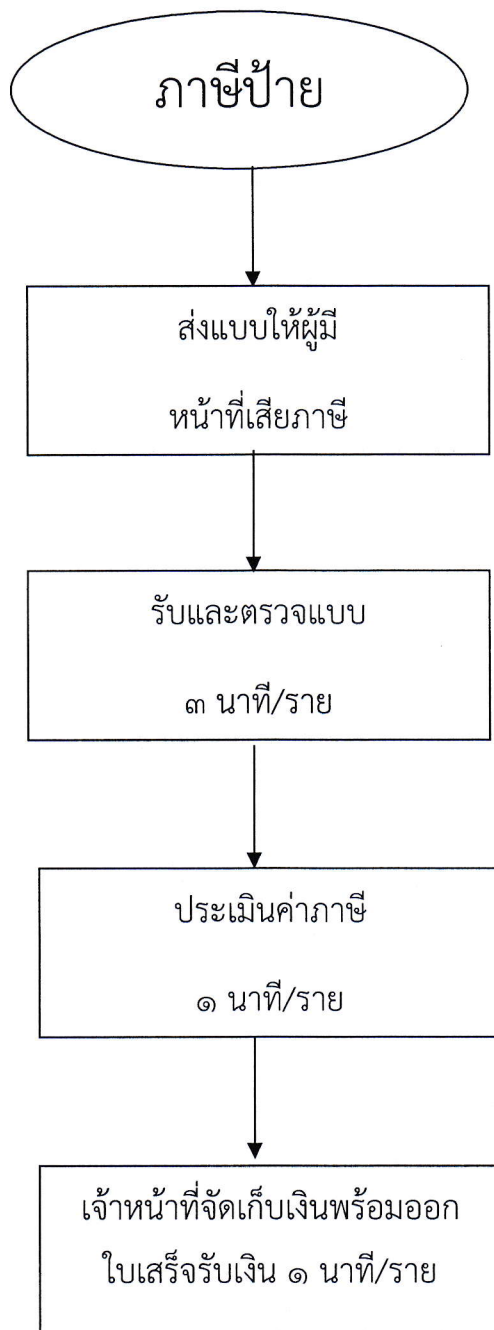 ภาษีป้าย
ส่งแบบให้ผู้มี
หน้าที่เสียภาษี
รับและตรวจแบบ
๓ นาที/ราย
ประเมินค่าภาษี
๑ นาที/ราย
เจ้าหน้าที่จัดเก็บเงินพร้อมออก
ใบเสร็จรับเงิน ๑ นาที/ราย